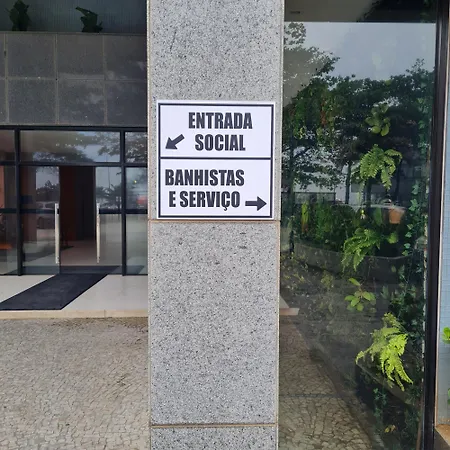 ENTRADA
SOCIAL
BANHISTAS
E SERVIÇO